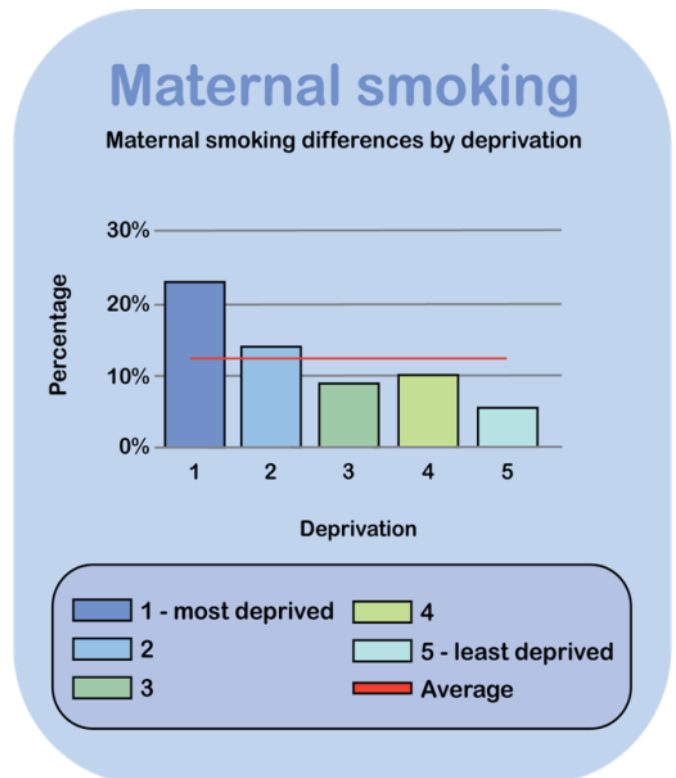 Maternal smoking
Maternal smoking differences by deprivation
30%
20%
10%
0%
Percentage
1 2 3 4 5
Deprivation
1 - most deprived
2
3
4
5 - least deprived
Average